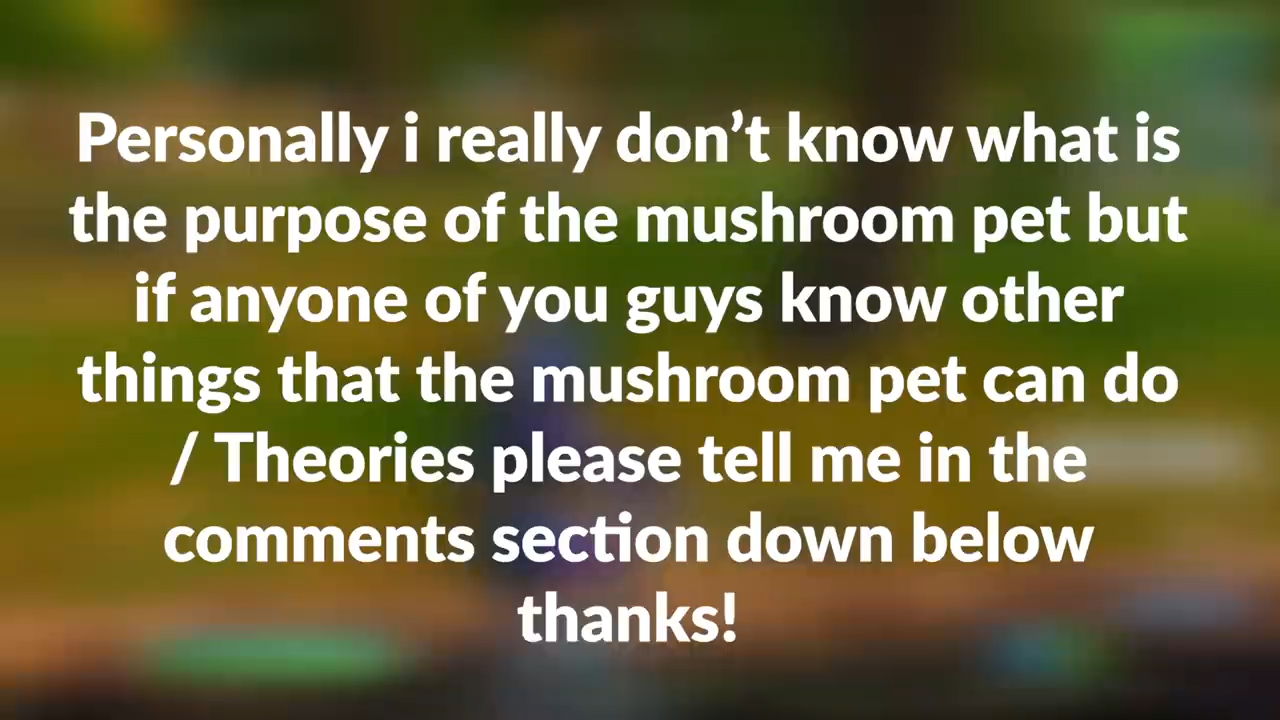 Personally i really don’t know what is
the purpose of the mushroom pet but
if anyone of you guys know other
things that the mushroom pet can do
/ Theories please tell me in the
comments section down below
thanks!